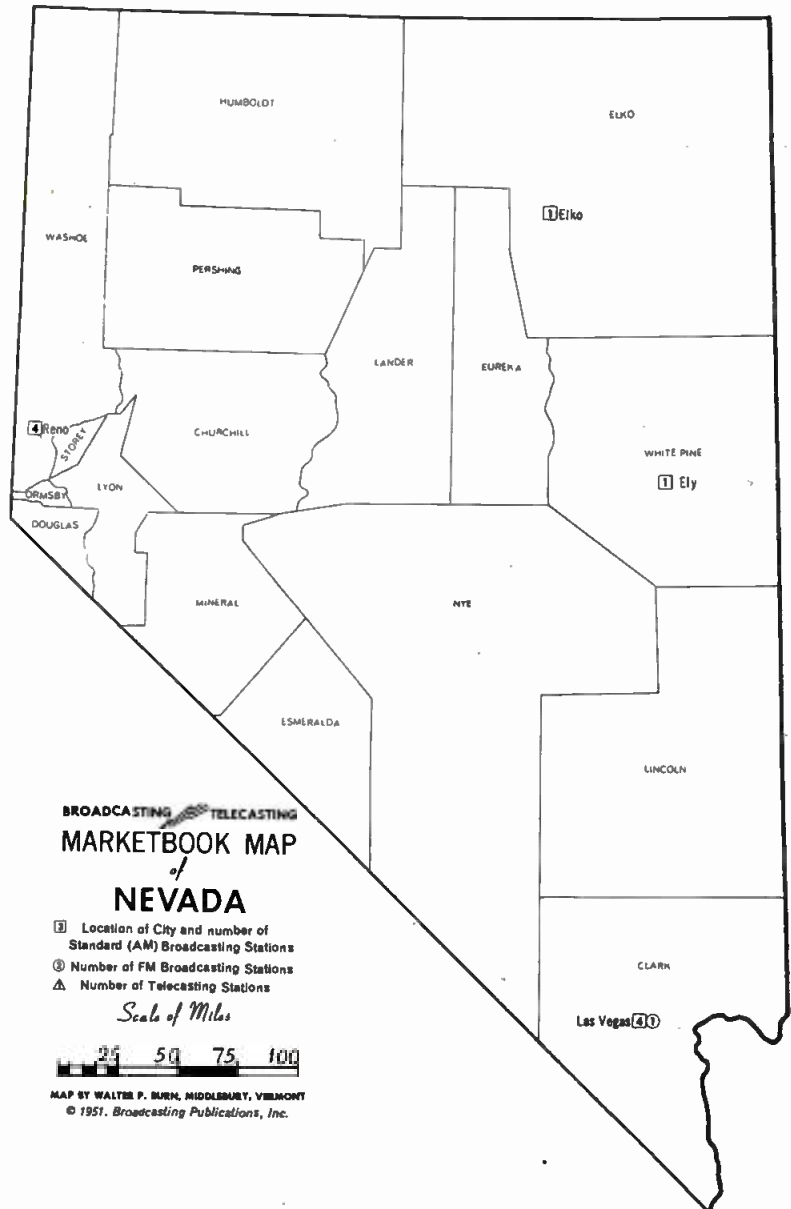 HUMBOLDT
ELKO
1 Elko
WASHOE
PERSHING
LANDER
EUREKA
4 Reno
STOREY
CHURCHILL
WHITE PINE
1 Ely
ORMSBY
LYON
DOUGLAS
MINERAL
NYE
ESMERALDA
LINCOLN
CLARK
Las Vegas 4 1
BROADCASTING TELECASTING
MARKETBOOK MAP
of
NEVADA
3 Location of City and number of
Standard (AM) Broadcasting Stations
2 Number of FM Broadcasting Stations
Number of Telecasting Stations
Scale of Miles
25 50 75 100
MAP BY WALTER P. BURN, MIDDLEBURY, VERMONT
© 1951. Broadcasting Publications, Inc.